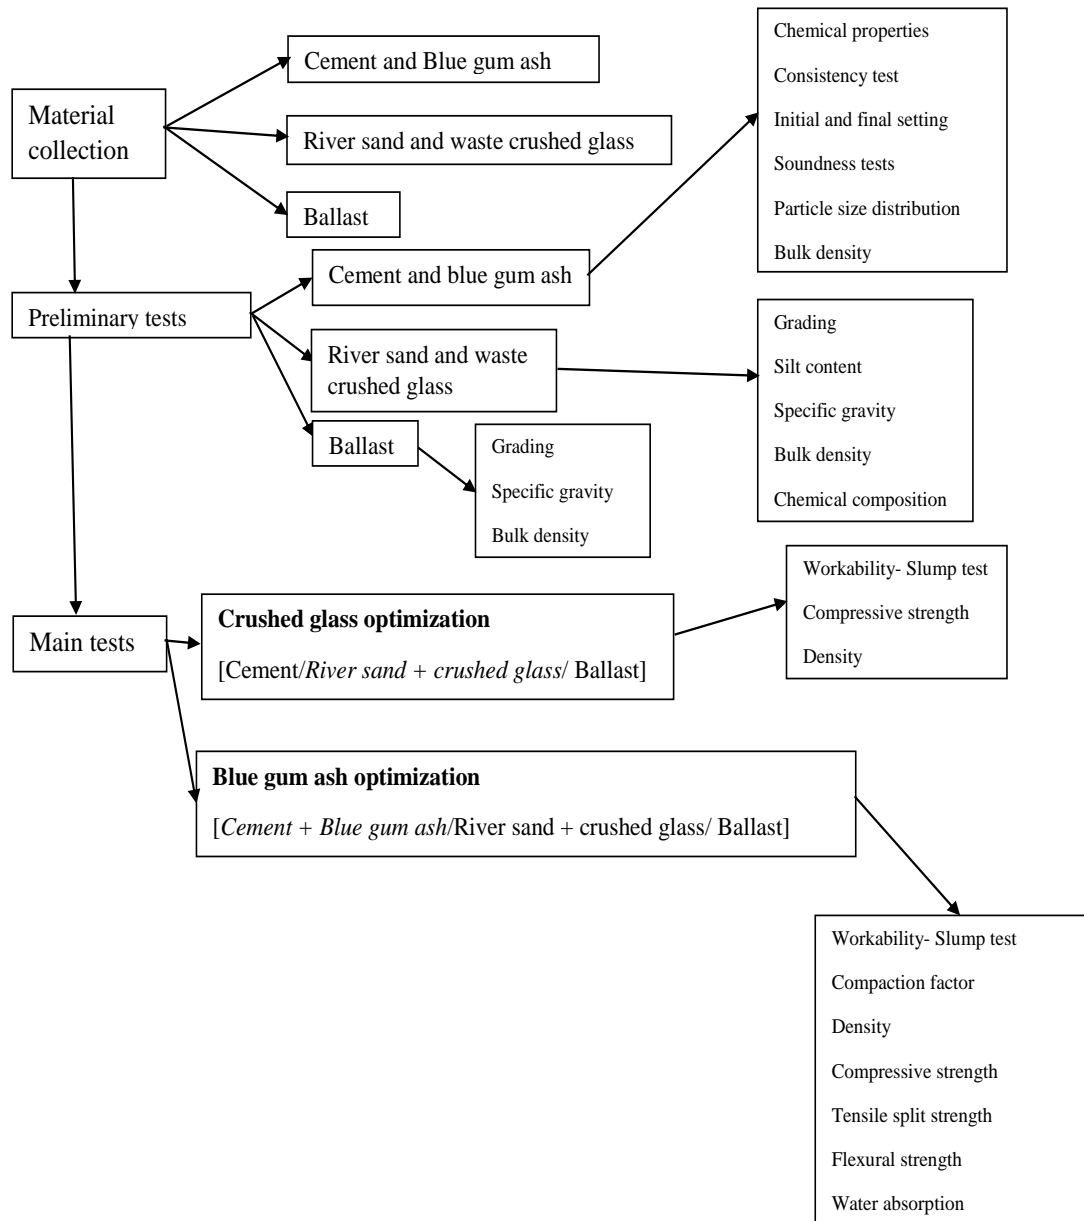 Material
collection
Cement and Blue gum ash
River sand and waste crushed glass
Ballast
Chemical properties
Consistency test
Initial and final setting
Soundness tests
Particle size distribution
Bulk density
Preliminary tests
Cement and blue gum ash
River sand and waste
crushed glass
Ballast
Grading
Silt content
Specific gravity
Bulk density
Chemical composition
Grading
Specific gravity
Bulk density
Main tests
Crushed glass optimization
[Cement/River sand + crushed glass/ Ballast]
Workability- Slump test
Compressive strength
Density
Blue gum ash optimization
[Cement + Blue gum ash/River sand + crushed glass/ Ballast]
Workability- Slump test
Compaction factor
Density
Compressive strength
Tensile split strength
Flexural strength
Water absorption